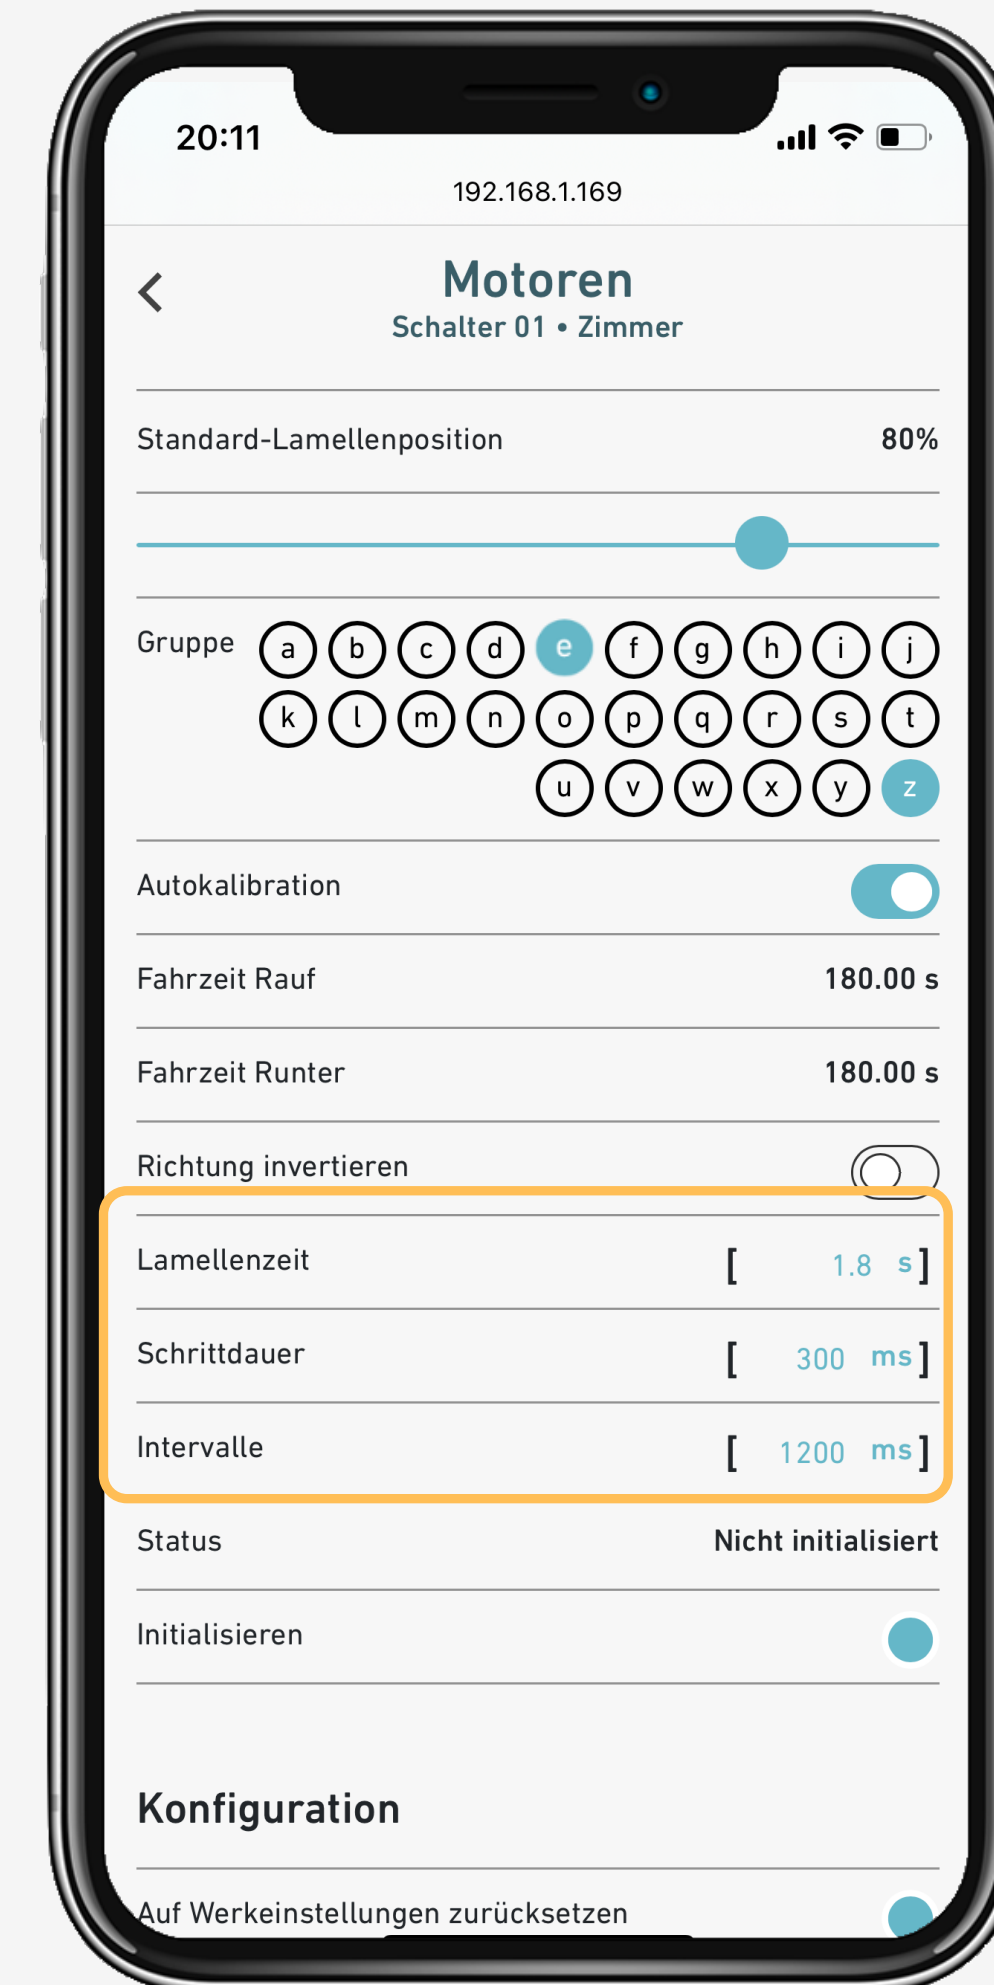 20:11
192.168.1.169
Motoren
Schalter 01 • Zimmer
Standard-Lamellenposition 80%
Gruppe a b c d e f g h i j
k l m n o p q r s t
u v w x y z
Autokalibration
Fahrzeit Rauf 180.00 s
Fahrzeit Runter 180.00 s
Richtung invertieren
Lamellenzeit [ 1.8 s ]
Schrittdauer [ 300 ms ]
Intervalle [ 1200 ms ]
Status Nicht initialisiert
Initialisieren
Konfiguration
Auf Werkeinstellungen zurücksetzen